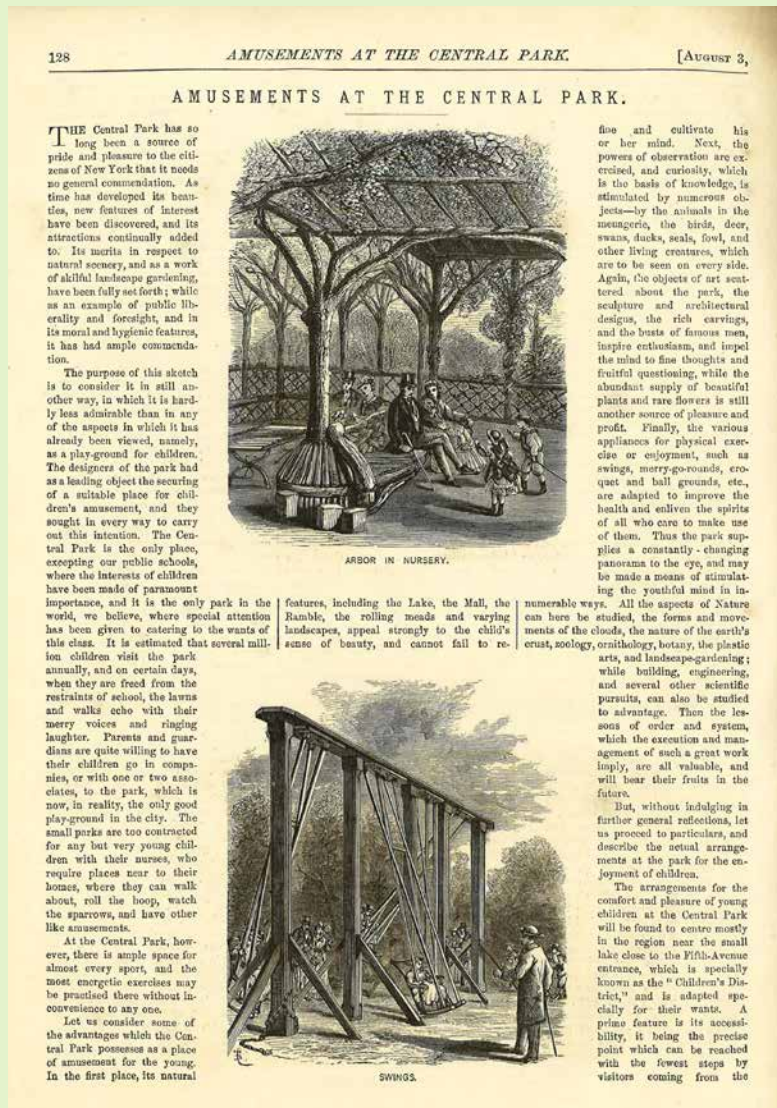 128
AMUSEMENTS AT THE CENTRAL PARK.
[AUGUST 3,
AMUSEMENTS AT THE CENTRAL PARK.
THE Central Park has so
long been a source of
pride and pleasure to the citi-
zens of New York that it needs
no general commendation. As
time has developed its beau-
ties, new features of interest
have been discovered, and its
attractions continually added
to. Its merits in respect to
natural scenery, and as a work
of skilful landscape gardening,
have been fully set forth; while
as an example of public lib-
erality and foresight, and in
its moral and hygienic features,
it has had ample commenda-
tion.
The purpose of this sketch
is to consider it in still an-
other way, in which it is hard-
ly less admirable than in any
of the aspects in which it has
already been viewed, namely,
as a play-ground for children.
The designers of the park had
as a leading object the securing
of a suitable place for chil-
dren's amusement, and they
sought in every way to carry
out this intention. The Cen-
tral Park is the only place,
excepting our public schools,
where the interests of children
have been made of paramount
importance, and it is the only park in the
world, we believe, where special attention
has been given to catering to the wants of
this class. It is estimated that several mill-
ion children visit the park
annually, and on certain days,
when they are freed from the
restraints of school, the lawns
and walks echo with their
merry voices and ringing
laughter. Parents and guar-
dians are quite willing to have
their children go in compa-
nies, or with one or two asso-
ciates, to the park, which is
now, in reality, the only good
play-ground in the city. The
small parks are too contracted
for any but very young chil-
dren with their nurses, who
require places near to their
homes, where they can walk
about, roll the hoop, watch
the sparrows, and have other
like amusements.
At the Central Park, how-
ever, there is ample space for
almost every sport, and the
most energetic exercises may
be practised there without in-
convenience to any one.
Let us consider some of
the advantages which the Cen-
tral Park possesses as a place
of amusement for the young.
In the first place, its natural
ARBOR IN NURSERY.
features, including the Lake, the Mall, the
Ramble, the rolling meads and varying
landscapes, appeal strongly to the child's
sense of beauty, and cannot fail to re-
SWINGS.
fine and cultivate his
or her mind. Next, the
powers of observation are ex-
ercised, and curiosity, which
is the basis of knowledge, is
stimulated by numerous ob-
jects—by the animals in the
menagerie, the birds, deer,
swans, ducks, seals, fowl, and
other living creatures, which
are to be seen on every side.
Again, the objects of art scat-
tered about the park, the
sculpture and architectural
designs, the rich carvings,
and the busts of famous men,
inspire enthusiasm, and impel
the mind to fine thoughts and
fruitful questioning, while the
abundant supply of beautiful
plants and rare flowers is still
another source of pleasure and
profit. Finally, the various
appliances for physical exer-
cise or enjoyment, such as
swings, merry-go-rounds, cro-
quet and ball grounds, etc.,
are adapted to improve the
health and enliven the spirits
of all who care to make use
of them. Thus the park sup-
plies a constantly-changing
panorama to the eye, and may
be made a means of stimulat-
ing the youthful mind in in-
numerable ways. All the aspects of Nature
can here be studied, the forms and move-
ments of the clouds, the nature of the earth's
crust, zoology, ornithology, botany, the plastic
arts, and landscape-gardening;
while building, engineering,
and several other scientific
pursuits, can also be studied
to advantage. Then the les-
sons of order and system,
which the execution and man-
agement of such a great work
imply, are all valuable, and
will bear their fruits in the
future.
But, without indulging in
further general reflections, let
us proceed to particulars, and
describe the actual arrange-
ments at the park for the en-
joyment of children.
The arrangements for the
comfort and pleasure of young
children at the Central Park
will be found to centre mostly
in the region near the small
lake close to the Fifth-Avenue
entrance, which is specially
known as the "Children's Dis-
trict," and is adapted spe-
cially for their wants. A
prime feature is its accessi-
bility, it being the precise
point which can be reached
with the fewest steps by
visitors coming from the